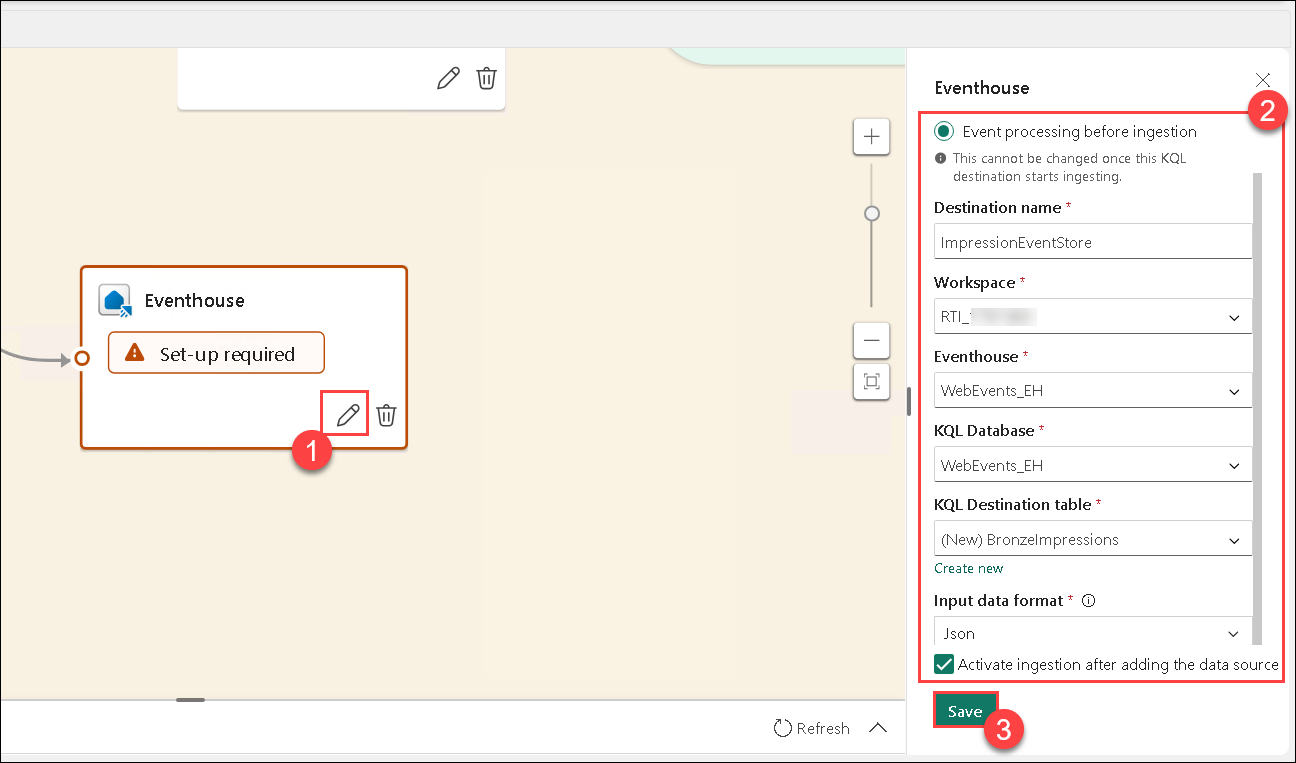 Eventhouse
Set-up required
1
Refresh
Eventhouse
2
Event processing before ingestion
This cannot be changed once this KQL
destination starts ingesting.
Destination name *
ImpressionEventStore
Workspace *
RTI_
Eventhouse *
WebEvents_EH
KQL Database *
WebEvents_EH
KQL Destination table *
(New) BronzeImpressions
Create new
Input data format *
Json
Activate ingestion after adding the data source
Save
3